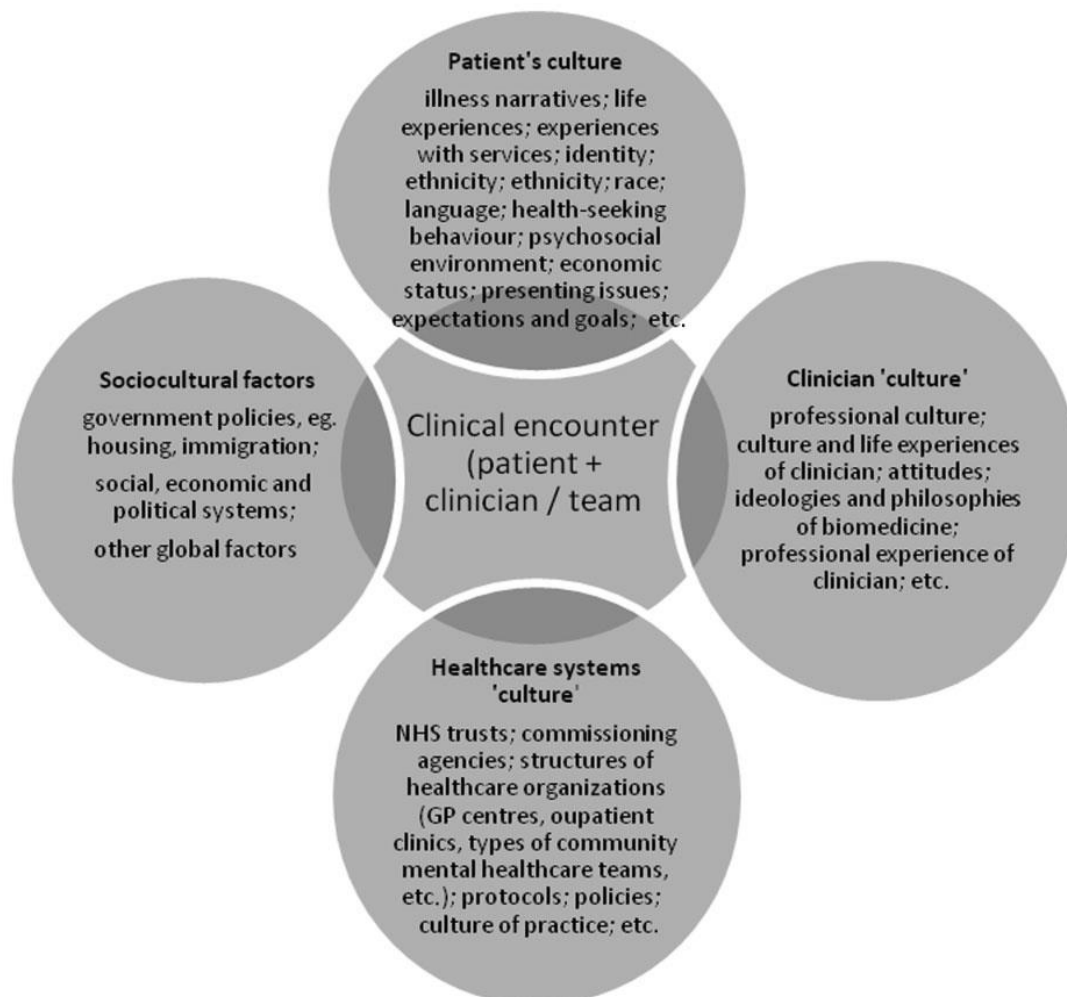 Patient's culture
illness narratives; life
experiences; experiences
with services; identity;
ethnicity; ethnicity; race;
language; health-seeking
behaviour; psychosocial
environment; economic
status; presenting issues;
expectations and goals;  etc.
Sociocultural factors
government policies, eg.
housing, immigration;
social, economic and
political systems;
other global factors
Clinical encounter
(patient +
clinician / team
Clinician 'culture'
professional culture;
culture and life experiences
of clinician; attitudes;
ideologies and philosophies
of biomedicine;
professional experience of
clinician; etc.
Healthcare systems
'culture'
NHS trusts; commissioning
agencies; structures of
healthcare organizations
(GP centres, oupatient
clinics, types of community
mental healthcare teams,
etc.); protocols; policies;
culture of practice; etc.